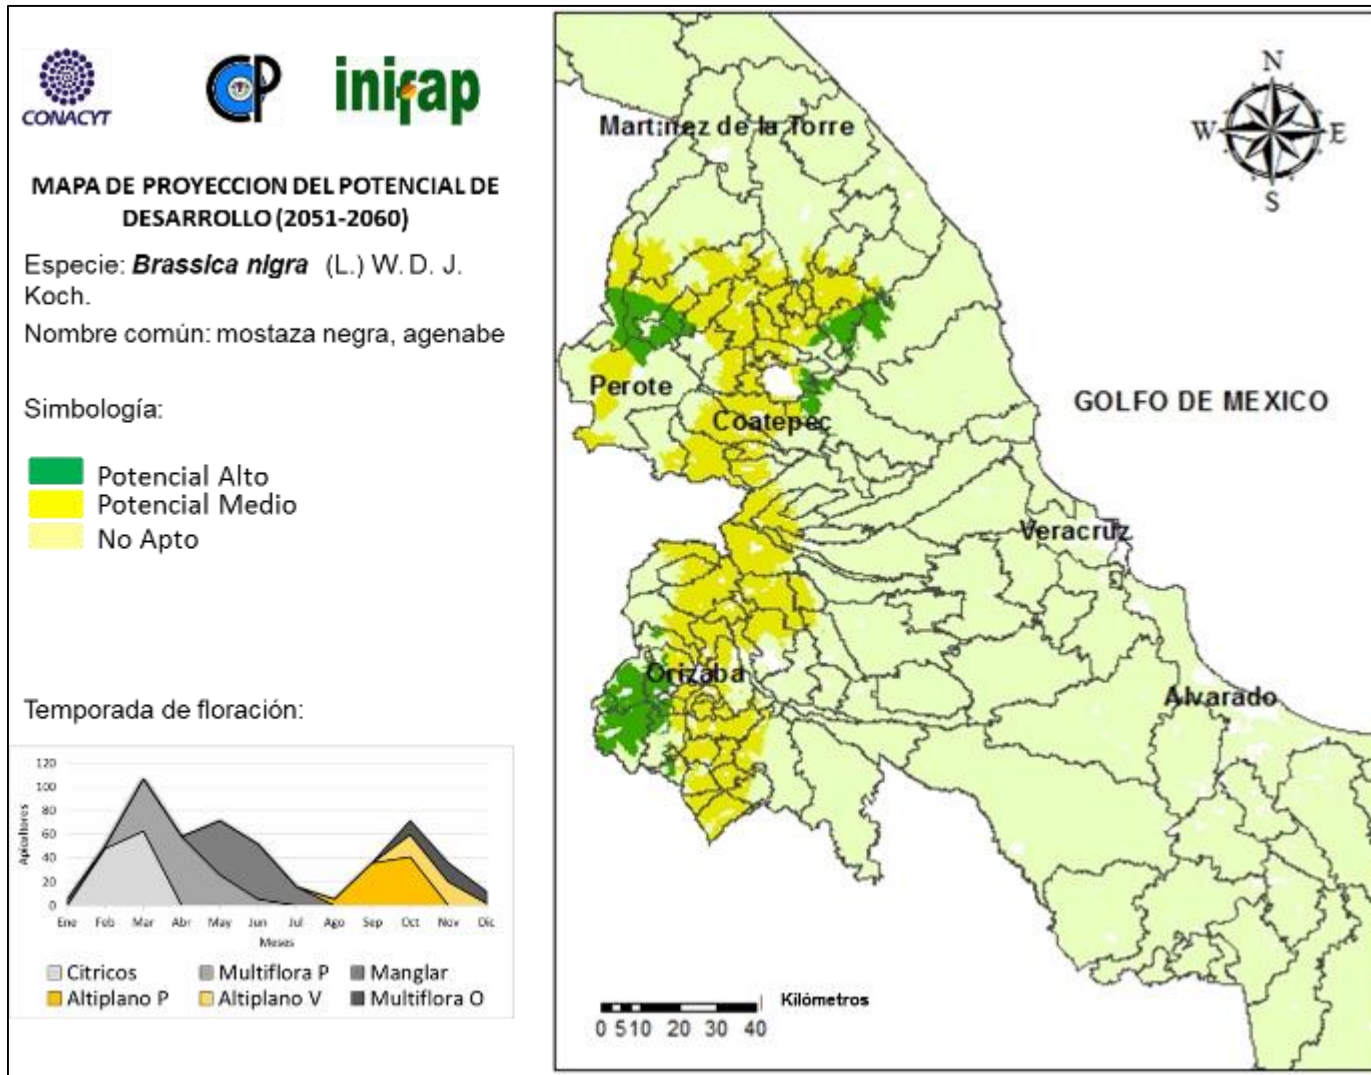 CONACYT
CP
inifap
MAPA DE PROYECCION DEL POTENCIAL DE
DESARROLLO (2051-2060)
Especie: Brassica nigra (L.) W. D. J.
Koch.
Nombre común: mostaza negra, agenabe
Simbología:
Potencial Alto
Potencial Medio
No Apto
Temporada de floración:
120
100
80
60
40
20
0
Apicultores
Ene Feb Mar Abr May Jun Jul Ago Sep Oct Nov Dic
Meses
Citricos Multiflora P Manglar
Altiplano P Altiplano V Multiflora O
N
W E
S
Martinez de la Torre
Perote
Coatepec
GOLFO DE MEXICO
Veracruz
Orizaba
Alvarado
Kilómetros
0 5 10 20 30 40